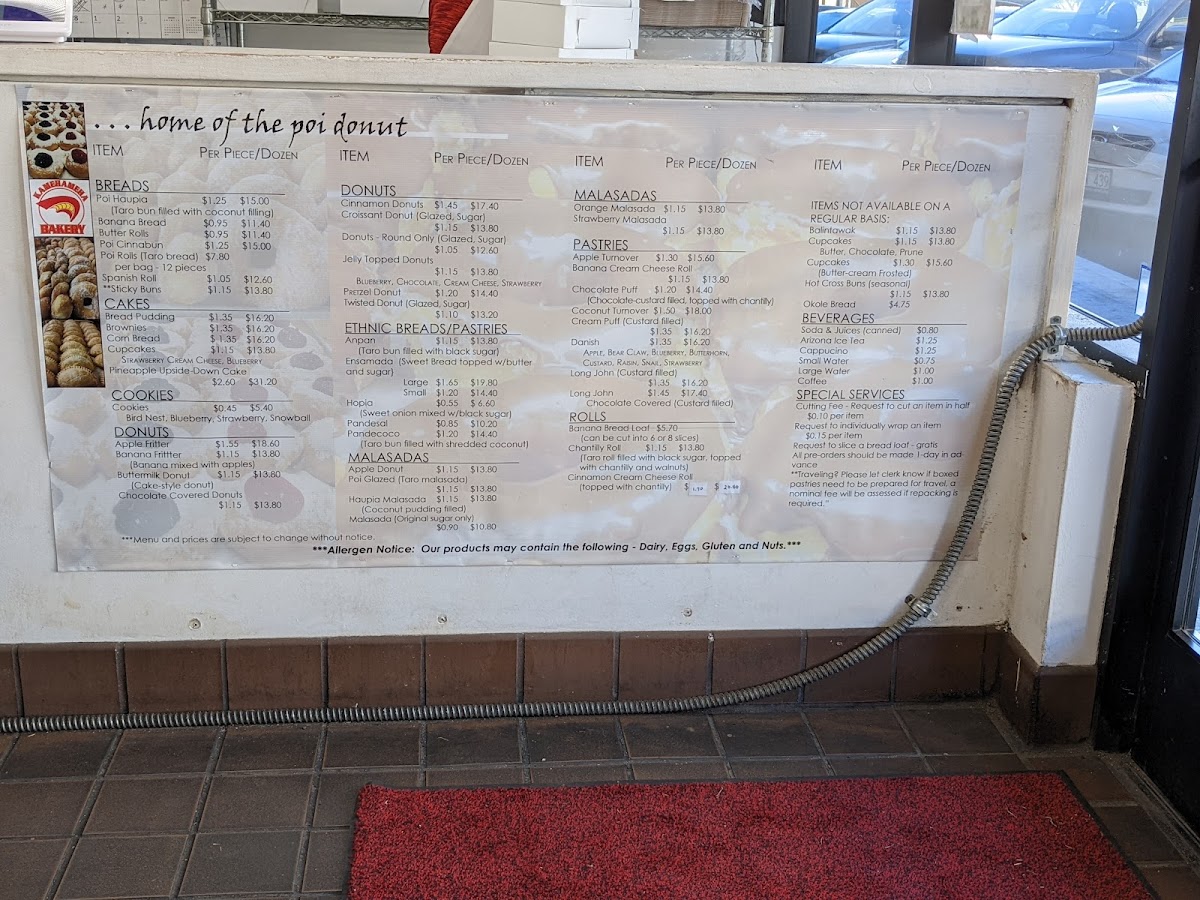 . . . home of the poi donut
KAMEHAMEHA
BAKERY
ITEM PER PIECE/DOZEN
BREADS
Poi Haupia $1.25 $15.00
(Taro bun filled with coconut filling)
Banana Bread $0.95 $11.40
Butter Rolls $0.95 $11.40
Poi Cinnabun $1.25 $15.00
Poi Rolls (Taro bread) $7.80
per bag - 12 pieces
Spanish Roll $1.05 $12.60
**Sticky Buns $1.15 $13.80
CAKES
Bread Pudding $1.35 $16.20
Brownies $1.35 $16.20
Corn Bread $1.35 $16.20
Cupcakes $1.15 $13.80
STRAWBERRY CREAM CHEESE, BLUEBERRY
Pineapple Upside-Down Cake
$2.60 $31.20
COOKIES
Cookies $0.45 $5.40
Bird Nest, Blueberry, Strawberry, Snowball
DONUTS
Apple Fritter $1.55 $18.60
Banana Frittter $1.15 $13.80
(Banana mixed with apples)
Buttermilk Donut $1.15 $13.80
(Cake-style donut)
Chocolate Covered Donuts
$1.15 $13.80
***Menu and prices are subject to change without notice.
ITEM PER PIECE/DOZEN
DONUTS
Cinnamon Donuts $1.45 $17.40
Croissant Donut (Glazed, Sugar)
$1.15 $13.80
Donuts - Round Only (Glazed, Sugar)
$1.05 $12.60
Jelly Topped Donuts
$1.15 $13.80
BLUEBERRY, CHOCOLATE, CREAM CHEESE, STRAWBERRY
Pretzel Donut $1.20 $14.40
Twisted Donut (Glazed, Sugar)
$1.10 $13.20
ETHNIC BREADS/PASTRIES
Anpan $1.15 $13.80
(Taro bun filled with black sugar)
Ensamada (Sweet Bread topped w/butter
and sugar)
Large $1.65 $19.80
Small $1.20 $14.40
Hopia $0.55 $ 6.60
(Sweet onion mixed w/black sugar)
Pandesal $0.85 $10.20
Pandecoco $1.20 $14.40
(Taro bun filled with shredded coconut)
MALASADAS
Apple Donut $1.15 $13.80
Poi Glazed (Taro malasada)
$1.15 $13.80
Haupia Malasada $1.15 $13.80
(Coconut pudding filled)
Malasada (Original sugar only)
$0.90 $10.80
ITEM PER PIECE/DOZEN
MALASADAS
Orange Malasada $1.15 $13.80
Strawberry Malasada
$1.15 $13.80
PASTRIES
Apple Turnover $1.30 $15.60
Banana Cream Cheese Roll
$1.15 $13.80
Chocolate Puff $1.20 $14.40
(Chocolate-custard filled, topped with chantilly)
Coconut Turnover $1.50 $18.00
Cream Puff (Custard filled)
$1.35 $16.20
Danish $1.35 $16.20
APPLE, BEAR CLAW, BLUEBERRY, BUTTERHORN,
CUSTARD, RAISIN, SNAIL, STRAWBERRY
Long John (Custard filled)
$1.35 $16.20
Long John $1.45 $17.40
Chocolate Covered (Custard filled)
ROLLS
Banana Bread Loaf $5.70
(can be cut into 6 or 8 slices)
Chantilly Roll $1.15 $13.80
(Taro roll filled with black sugar, topped
with chantilly and walnuts)
Cinnamon Cream Cheese Roll
(topped with chantilly) $ $
ITEM PER PIECE/DOZEN
ITEMS NOT AVAILABLE ON A
REGULAR BASIS:
Balintawak $1.15 $13.80
Cupcakes $1.15 $13.80
Butter, Chocolate, Prune
Cupcakes $1.30 $15.60
(Butter-cream Frosted)
Hot Cross Buns (seasonal)
$1.15 $13.80
Okole Bread $4.75
BEVERAGES
Soda & Juices (canned) $0.80
Arizona Ice Tea $1.25
Cappucino $1.25
Small Water $0.75
Large Water $1.00
Coffee $1.00
SPECIAL SERVICES
Cutting Fee - Request to cut an item in half
$0.10 per item
Request to individually wrap an item
$0.15 per item
Request to slice a bread loaf - gratis
All pre-orders should be made 1-day in ad-
vance
**Traveling? Please let clerk know if boxed
pastries need to be prepared for travel, a
nominal fee will be assessed if repacking is
required."
***Allergen Notice: Our products may contain the following - Dairy, Eggs, Gluten and Nuts.***